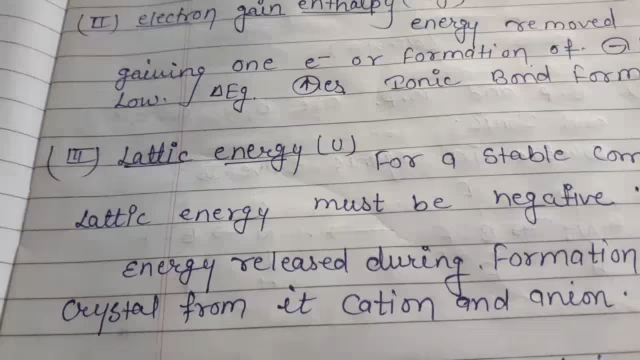 (II) electron gain enthalpy
energy removed
gaining one e- or formation of. ⊖
Low. ΔEg. ⊕es Ionic Bond Form
(III) Lattic energy (U) For a stable Com
Lattic energy must be negative.
energy released during. Formation
Crystal from it Cation and anion.